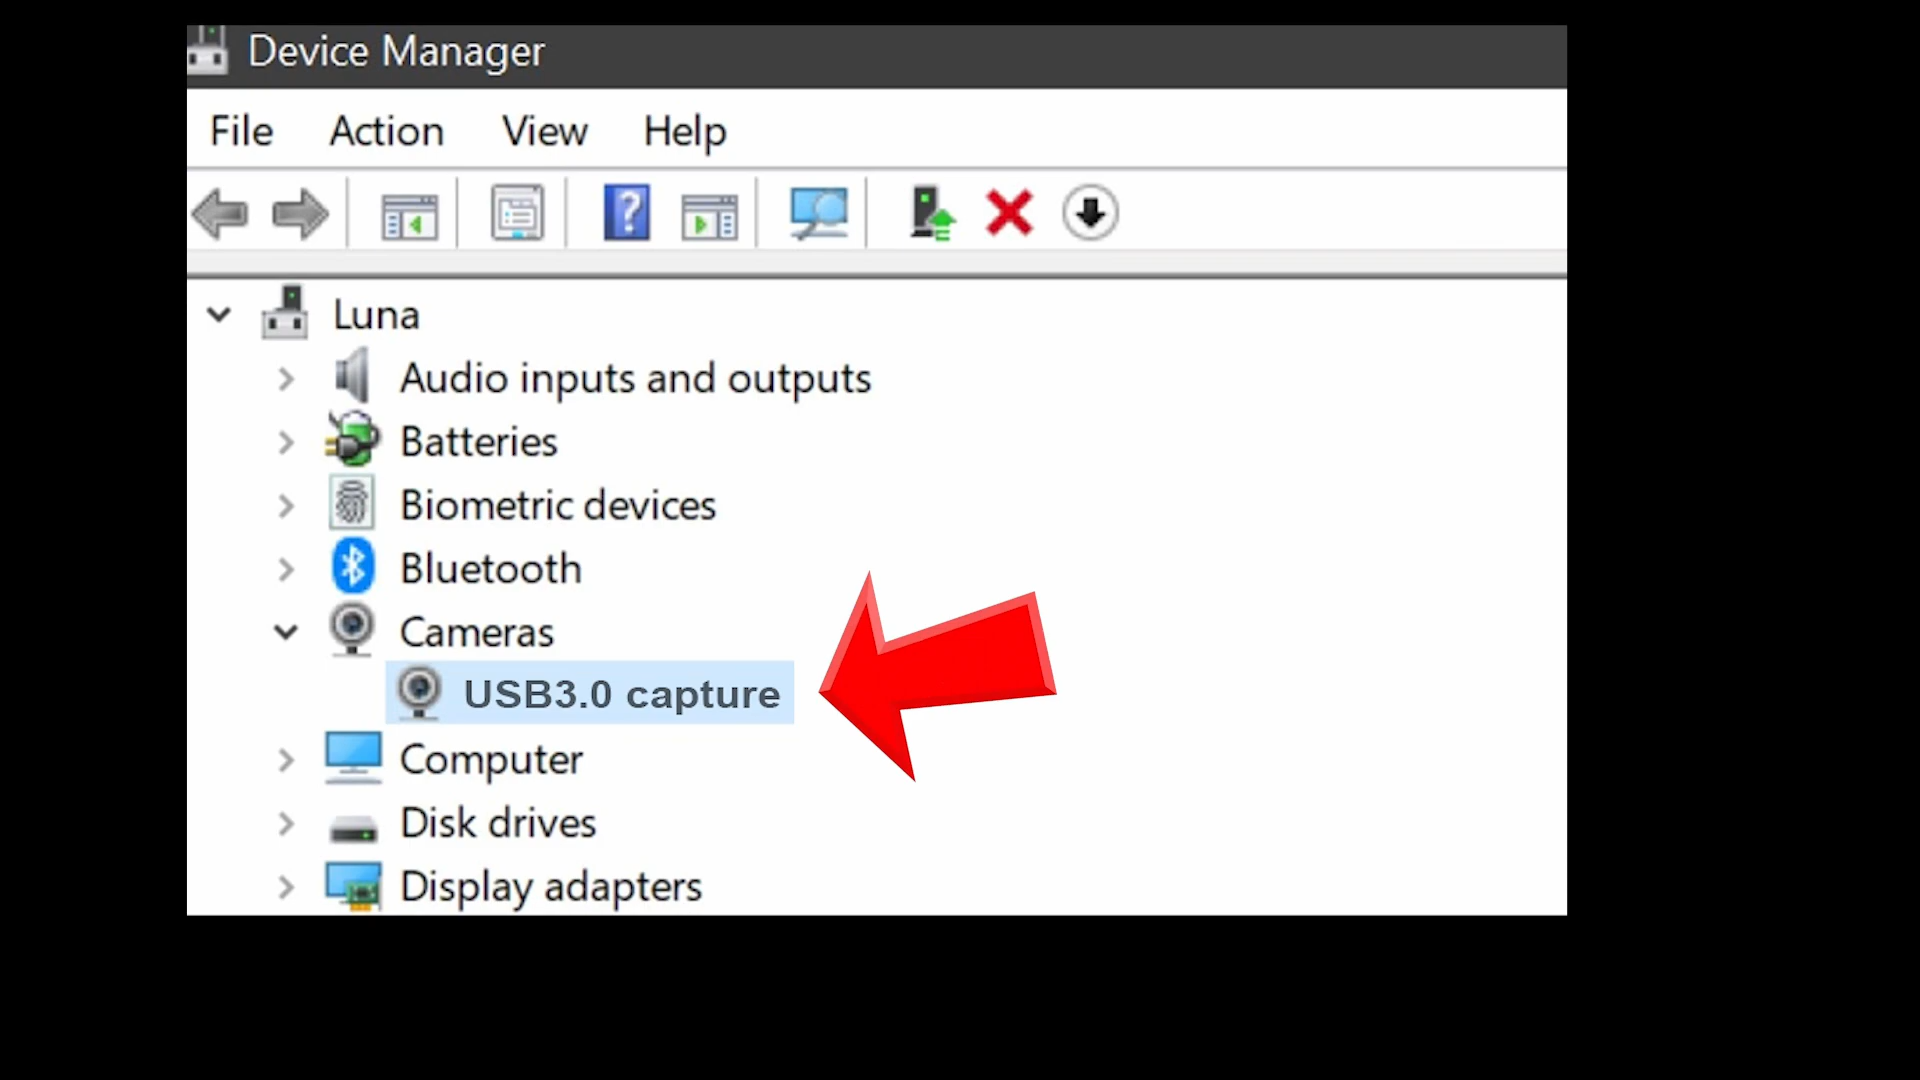 Device Manager
File Action View Help
Luna
Audio inputs and outputs
Batteries
Biometric devices
Bluetooth
Cameras
USB3.0 capture
Computer
Disk drives
Display adapters